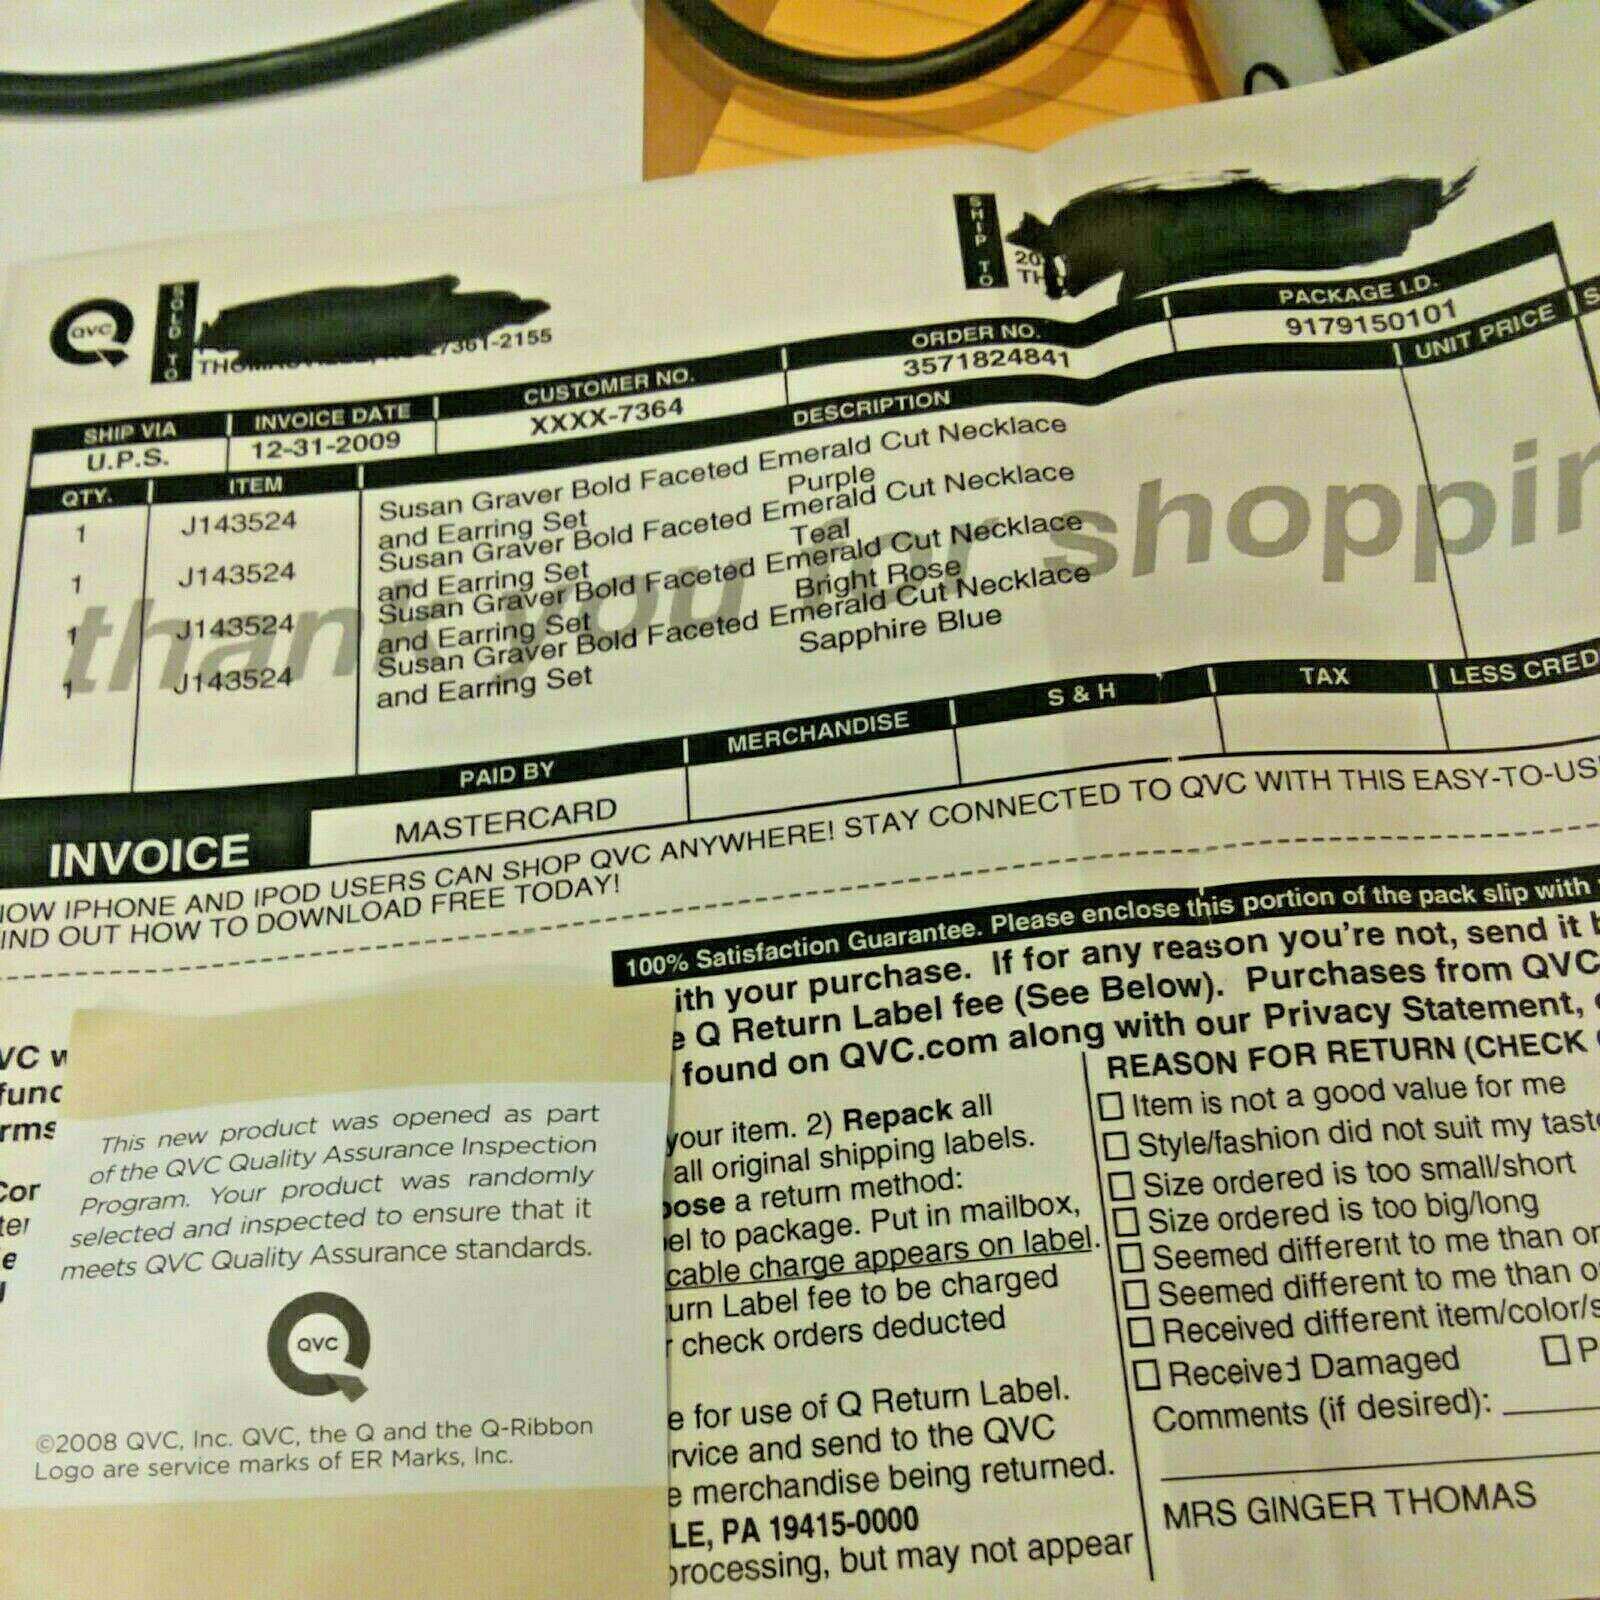 QVC
SOLD TO
27361-2155
SHIP TO
20
TH
SHIP VIA
INVOICE DATE
CUSTOMER NO.
ORDER NO.
PACKAGE I.D.
U.P.S.
12-31-2009
XXXX-7364
3571824841
9179150101
QTY.
ITEM
DESCRIPTION
UNIT PRICE
1 J143524 Susan Graver Bold Faceted Emerald Cut Necklace
and Earring Set Purple
1 J143524 Susan Graver Bold Faceted Emerald Cut Necklace
and Earring Set Teal
1 J143524 Susan Graver Bold Faceted Emerald Cut Necklace
and Earring Set Bright Rose
1 J143524 Susan Graver Bold Faceted Emerald Cut Necklace
and Earring Set Sapphire Blue
thank you for shoppin
INVOICE
PAID BY
MERCHANDISE
S & H
TAX
LESS CRED
MASTERCARD
NOW IPHONE AND IPOD USERS CAN SHOP QVC ANYWHERE! STAY CONNECTED TO QVC WITH THIS EASY-TO-US
IND OUT HOW TO DOWNLOAD FREE TODAY!
100% Satisfaction Guarantee. Please enclose this portion of the pack slip with
ith your purchase. If for any reason you're not, send it b
e Q Return Label fee (See Below). Purchases from QVC
found on QVC.com along with our Privacy Statement,
VC w
func
rms
Cor
ter
e
This new product was opened as part
of the QVC Quality Assurance Inspection
Program. Your product was randomly
selected and inspected to ensure that it
meets QVC Quality Assurance standards.
QVC
©2008 QVC, Inc. QVC, the Q and the Q-Ribbon
Logo are service marks of ER Marks, Inc.
your item. 2) Repack all
all original shipping labels.
oose a return method:
el to package. Put in mailbox,
cable charge appears on label.
urn Label fee to be charged
r check orders deducted
e for use of Q Return Label.
rvice and send to the QVC
e merchandise being returned.
LE, PA 19415-0000
processing, but may not appear
REASON FOR RETURN (CHECK
Item is not a good value for me
Style/fashion did not suit my taste
Size ordered is too small/short
Size ordered is too big/long
Seemed different to me than on
Seemed different to me than o
Received different item/color/s
Received Damaged
P
Comments (if desired):
MRS GINGER THOMAS